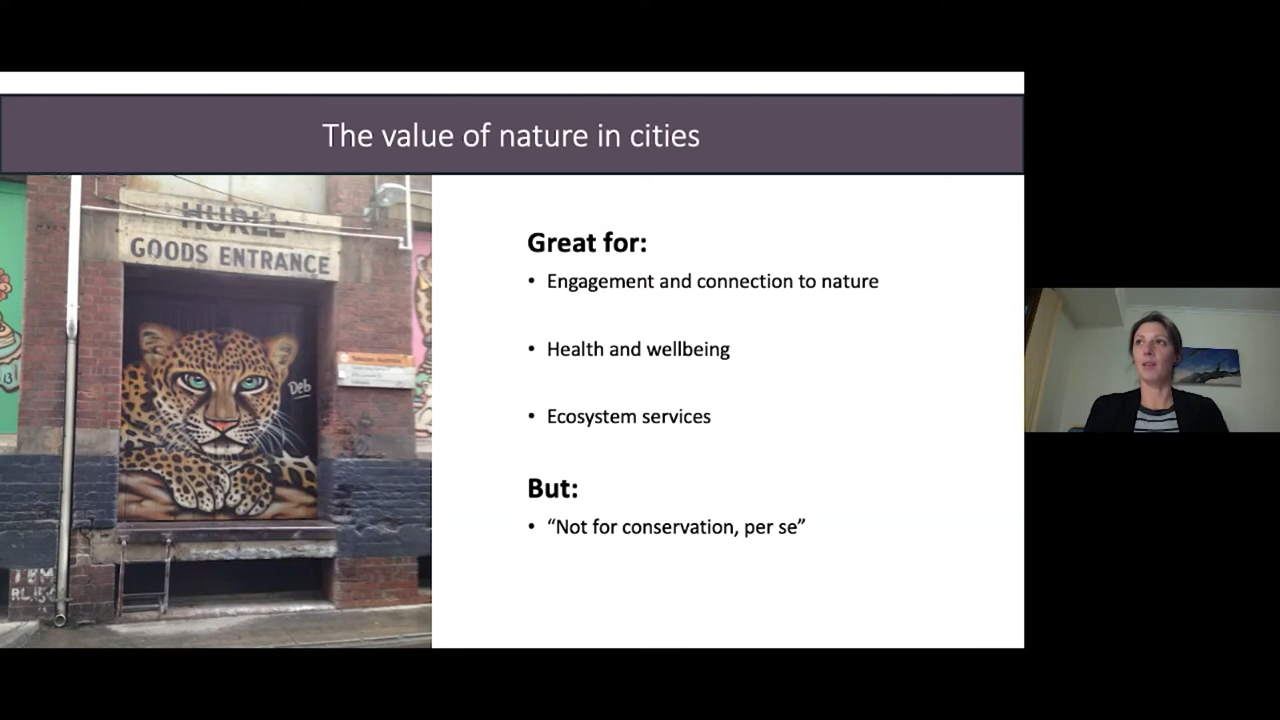 The value of nature in cities
HURLL
GOODS ENTRANCE
Deb
Great for:
• Engagement and connection to nature
• Health and wellbeing
• Ecosystem services
But:
• “Not for conservation, per se”